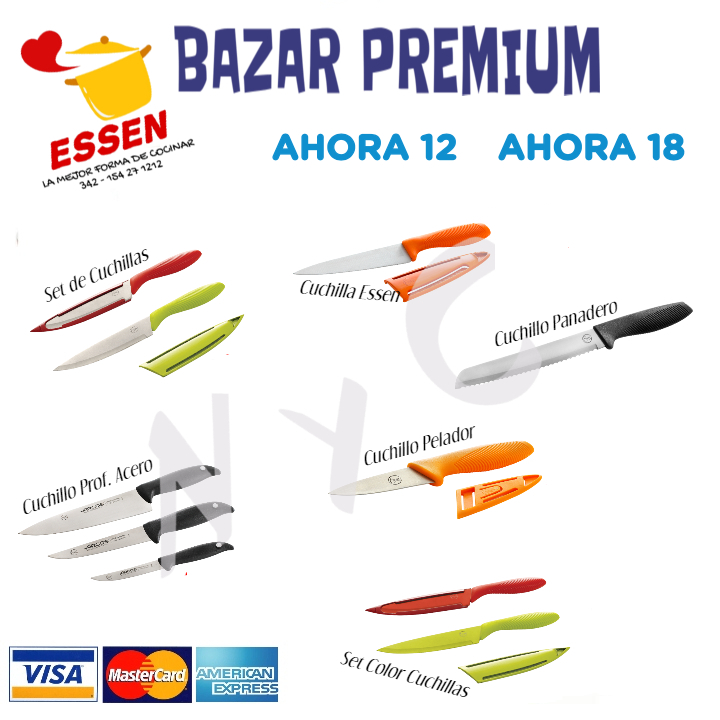 BAZAR PREMIUM
ESSEN
LA MEJOR FORMA DE COCINAR
342 - 154 27 1212
AHORA 12 AHORA 18
Set de Cuchillas
Cuchilla Essen
Cuchillo Panadero
Cuchillo Pelador
Cuchillo Prof. Acero
Set Color Cuchillas
NYC
VISA
MasterCard
AMERICAN
EXPRESS